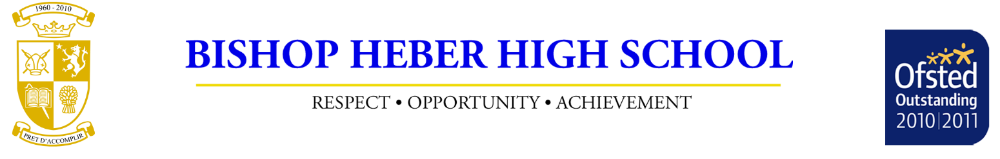 1960 - 2010
PRET D'ACCOMPLIR
BISHOP HEBER HIGH SCHOOL
RESPECT • OPPORTUNITY • ACHIEVEMENT
Ofsted
Outstanding
2010|2011